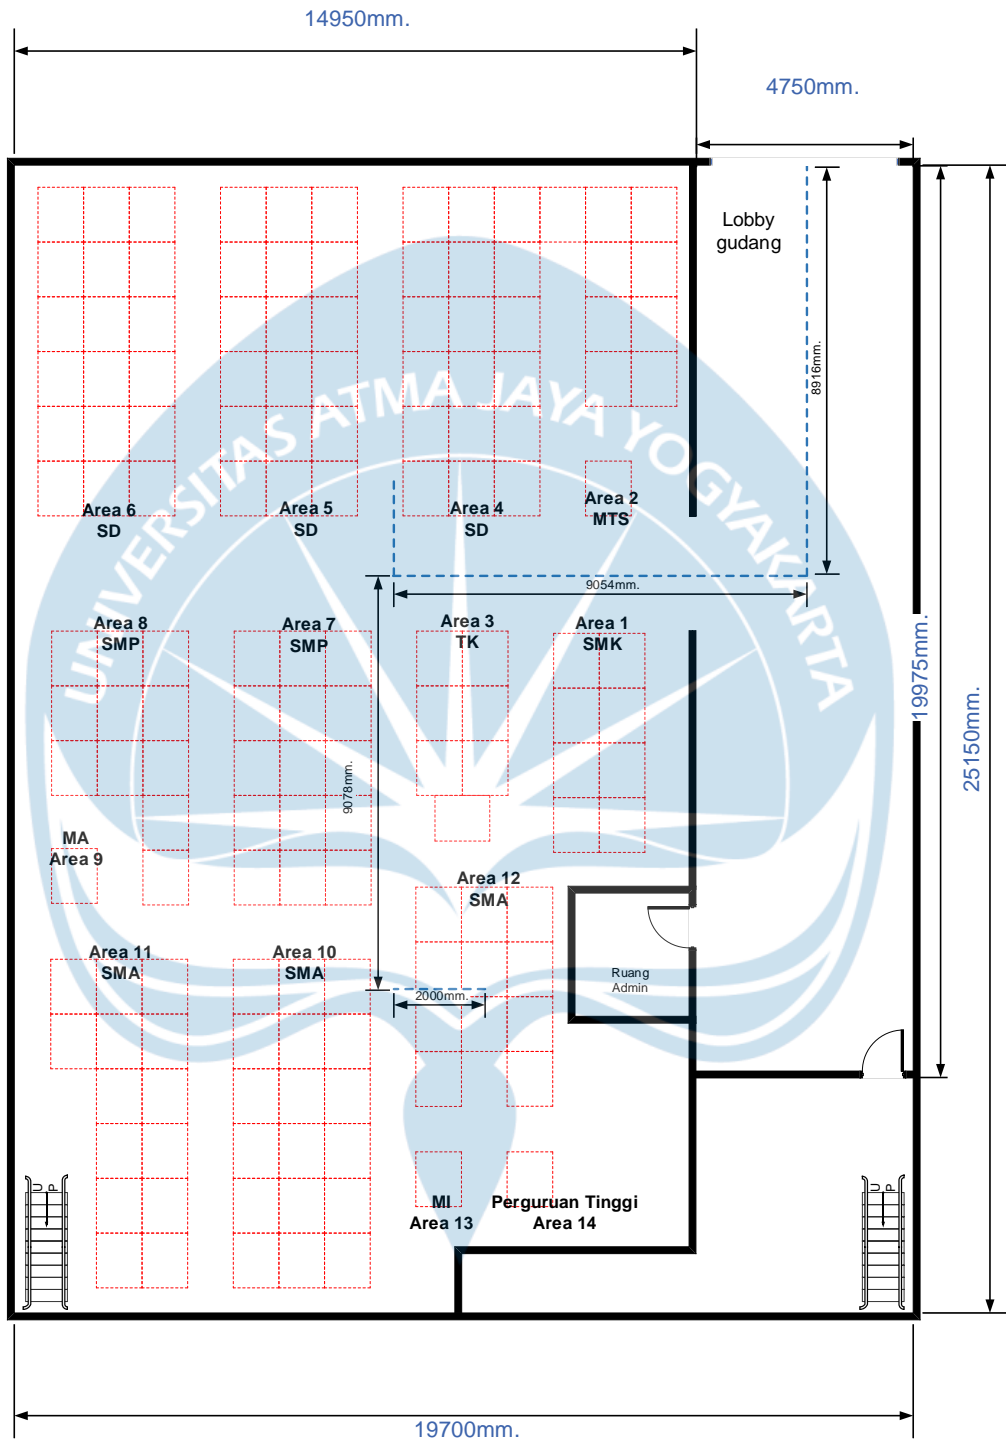 14950mm.
4750mm.
Lobby
gudang
8916mm.
UNIVERSITAS ATMA JAYA YOGYAKARTA
Area 6
SD
Area 5
SD
Area 4
SD
Area 2
MTS
9054mm.
Area 8
SMP
Area 7
SMP
Area 3
TK
Area 1
SMK
19975mm.
25150mm.
9078mm.
MA
Area 9
Area 12
SMA
Area 11
SMA
Area 10
SMA
Ruang
Admin
2000mm.
UP
UP
MI
Area 13
Perguruan Tinggi
Area 14
19700mm.